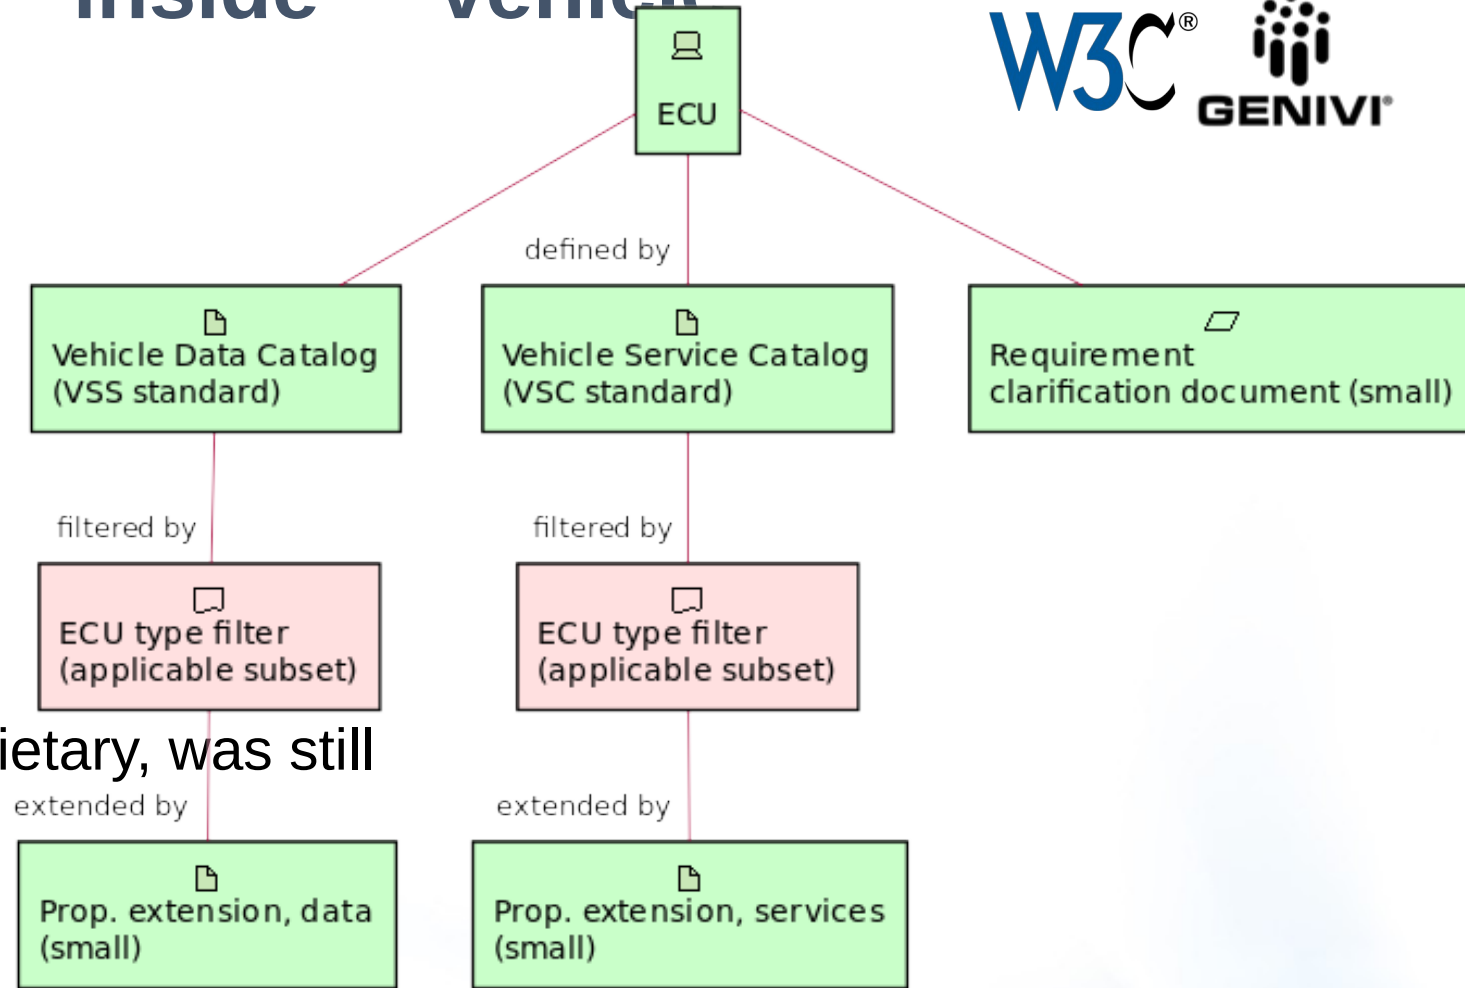 inside vehicle
W3C®
GENIVI®
ECU
defined by
Vehicle Data Catalog
(VSS standard)
Vehicle Service Catalog
(VSC standard)
Requirement
clarification document (small)
filtered by
filtered by
ECU type filter
(applicable subset)
ECU type filter
(applicable subset)
ietary, was still
extended by
extended by
Prop. extension, data
(small)
Prop. extension, services
(small)